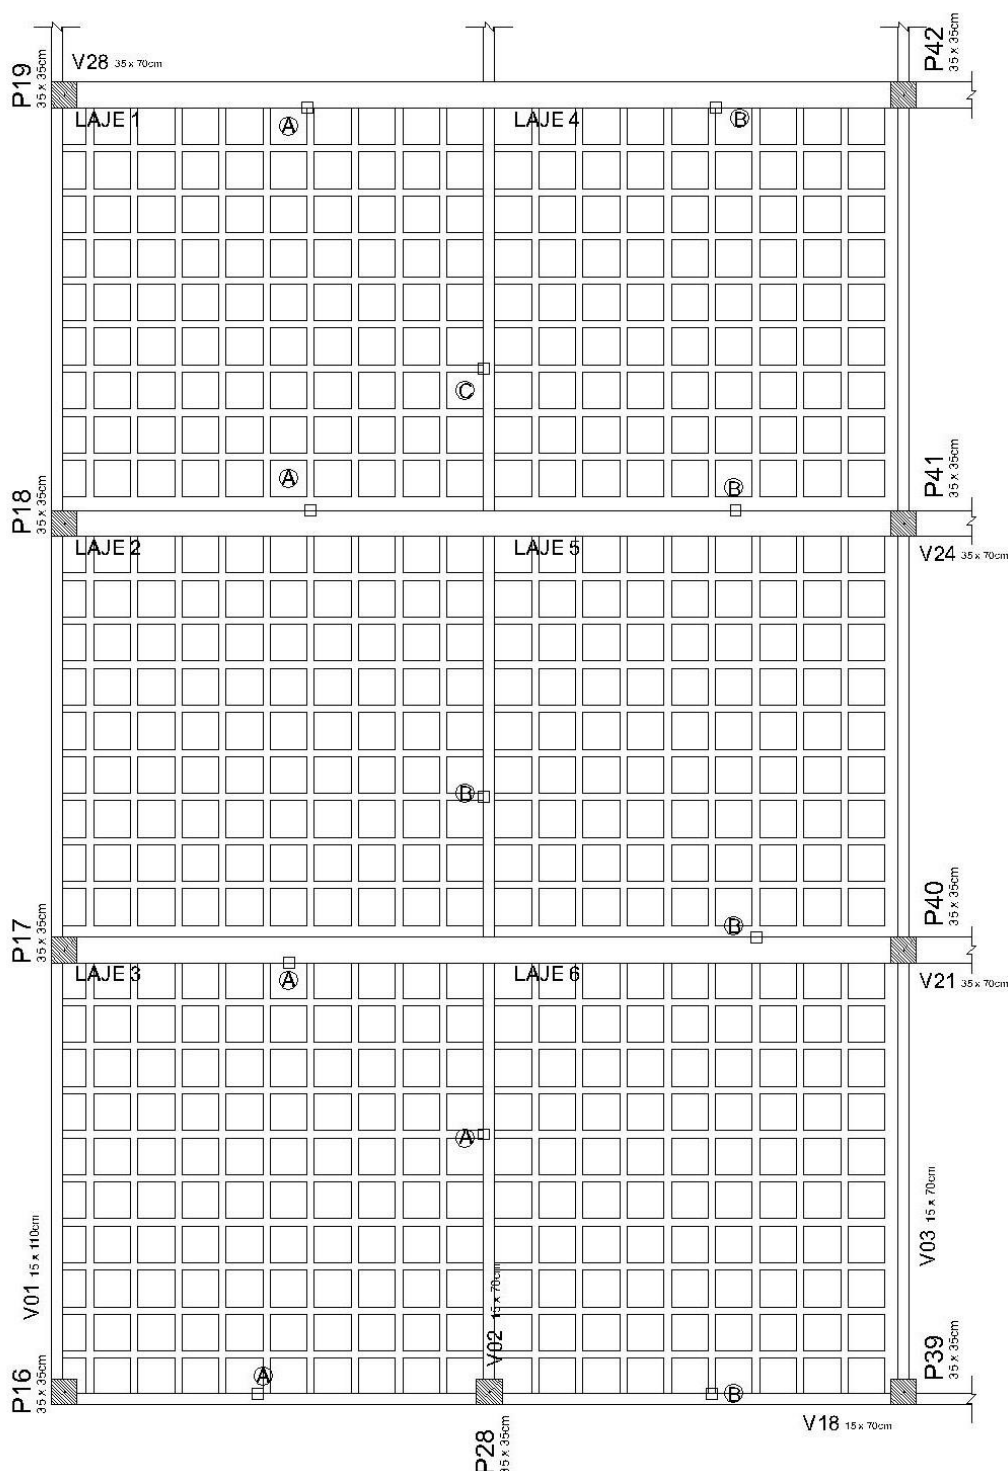 V28 35 x 70cm
P19
35 x 35cm
P42
35 x 35cm
LAJE 1
A
LAJE 4
B
C
A
B
P18
35 x 35cm
P41
35 x 35cm
LAJE 2
LAJE 5
V24 35 x 70cm
B
B
P17
35 x 35cm
P40
35 x 35cm
LAJE 3
A
LAJE 6
V21 35 x 70cm
A
V01 15 x 110cm
V02 15 x 70cm
V03 15 x 70cm
A
B
P16
35 x 35cm
P39
35 x 35cm
V18 15 x 70cm
P28
35 x 35cm